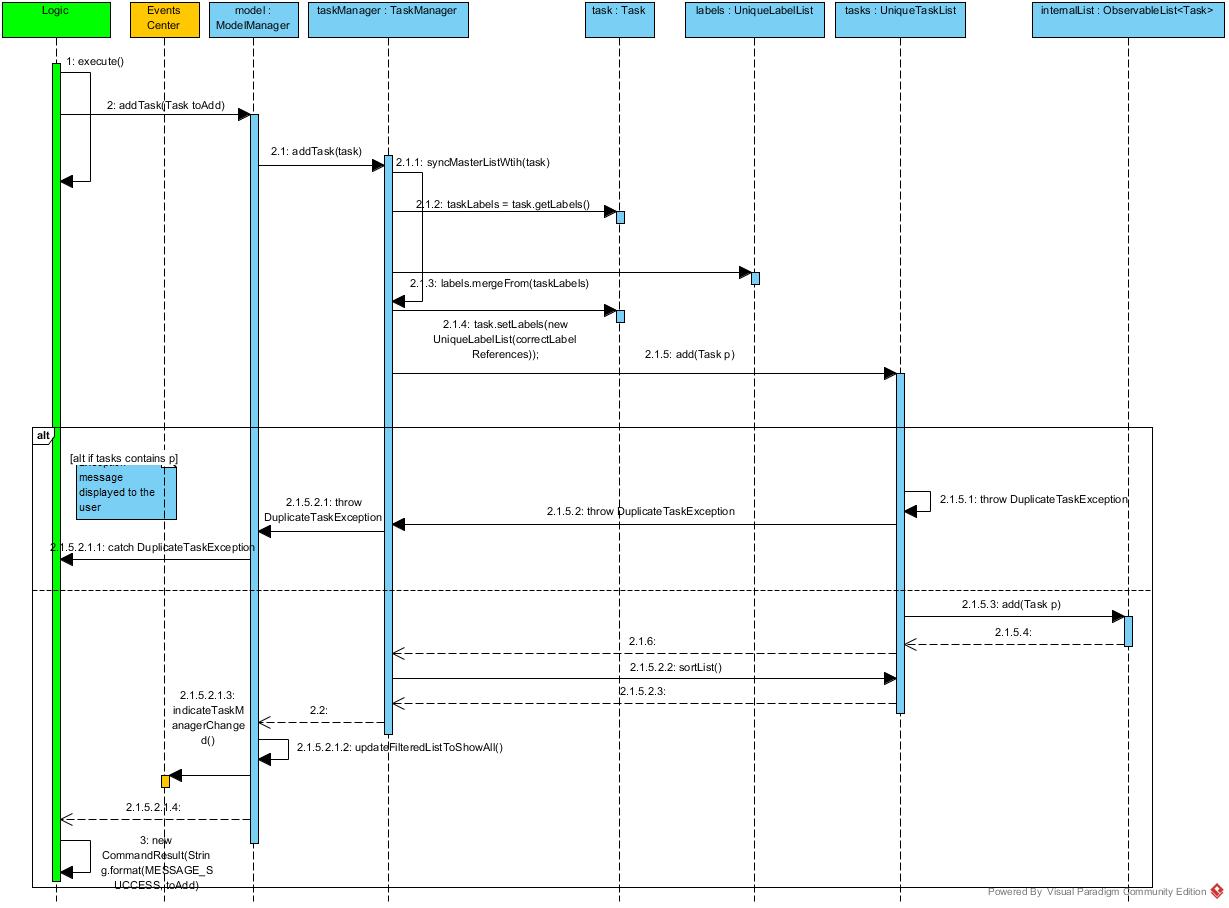 Logic
Events
Center
model :
ModelManager
taskManager : TaskManager
task : Task
labels : UniqueLabelList
tasks : UniqueTaskList
internalList : ObservableList<Task>
1: execute()
2: addTask(Task toAdd)
2.1: addTask(task)
2.1.1: syncMasterListWtih(task)
2.1.2: taskLabels = task.getLabels()
2.1.3: labels.mergeFrom(taskLabels)
2.1.4: task.setLabels(new
UniqueLabelList(correctLabel
References));
2.1.5: add(Task p)
alt
[alt if tasks contains p]
message
displayed to the
user
2.1.5.1: throw DuplicateTaskException
2.1.5.2: throw DuplicateTaskException
2.1.5.2.1: throw
DuplicateTaskException
2.1.5.2.1.1: catch DuplicateTaskException
2.1.5.3: add(Task p)
2.1.5.4:
2.1.6:
2.1.5.2.2: sortList()
2.1.5.2.3:
2.2:
2.1.5.2.1.3:
indicateTaskM
anagerChange
d()
2.1.5.2.1.2: updateFilteredListToShowAll()
2.1.5.2.1.4:
3: new
CommandResult(Strin
g.format(MESSAGE_S
UCCESS, toAdd)
Powered By Visual Paradigm Community Edition